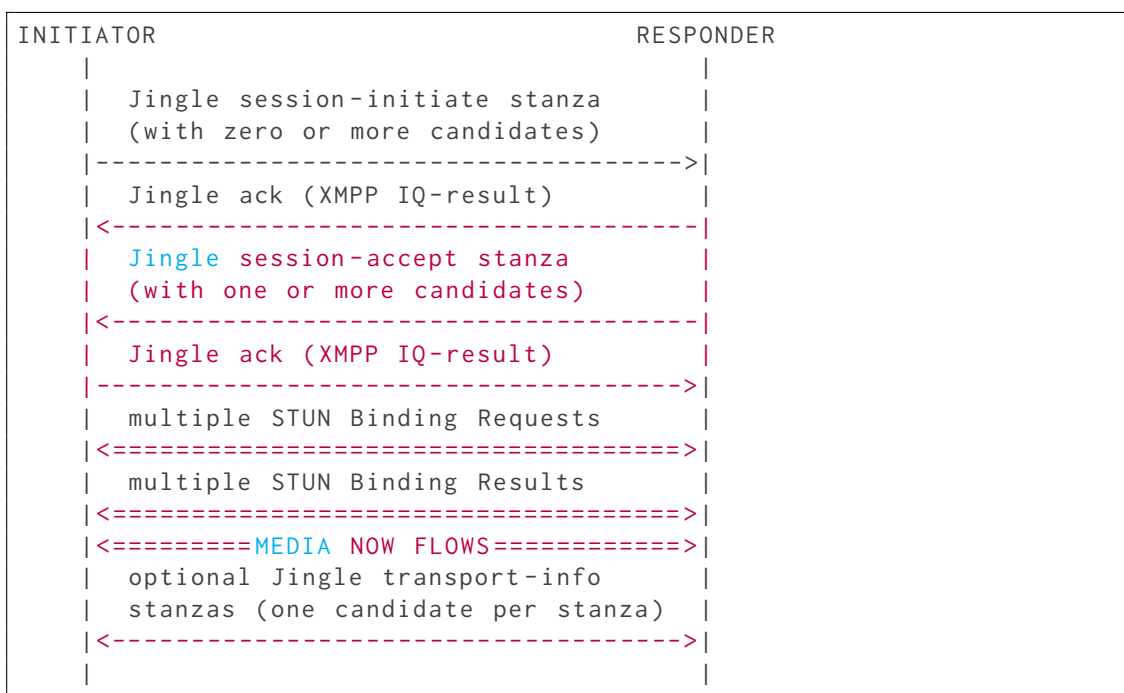 INITIATOR                              RESPONDER
    |                                      |
    |  Jingle session-initiate stanza      |
    |  (with zero or more candidates)      |
    |------------------------------------->|
    |  Jingle ack (XMPP IQ-result)         |
    |<-------------------------------------|
    |  Jingle session-accept stanza        |
    |  (with one or more candidates)       |
    |<-------------------------------------|
    |  Jingle ack (XMPP IQ-result)         |
    |------------------------------------->|
    |  multiple STUN Binding Requests      |
    |<====================================>|
    |  multiple STUN Binding Results       |
    |<====================================>|
    |<=========MEDIA NOW FLOWS============>|
    |  optional Jingle transport-info      |
    |  stanzas (one candidate per stanza)  |
    |<------------------------------------>|
    |                                      |